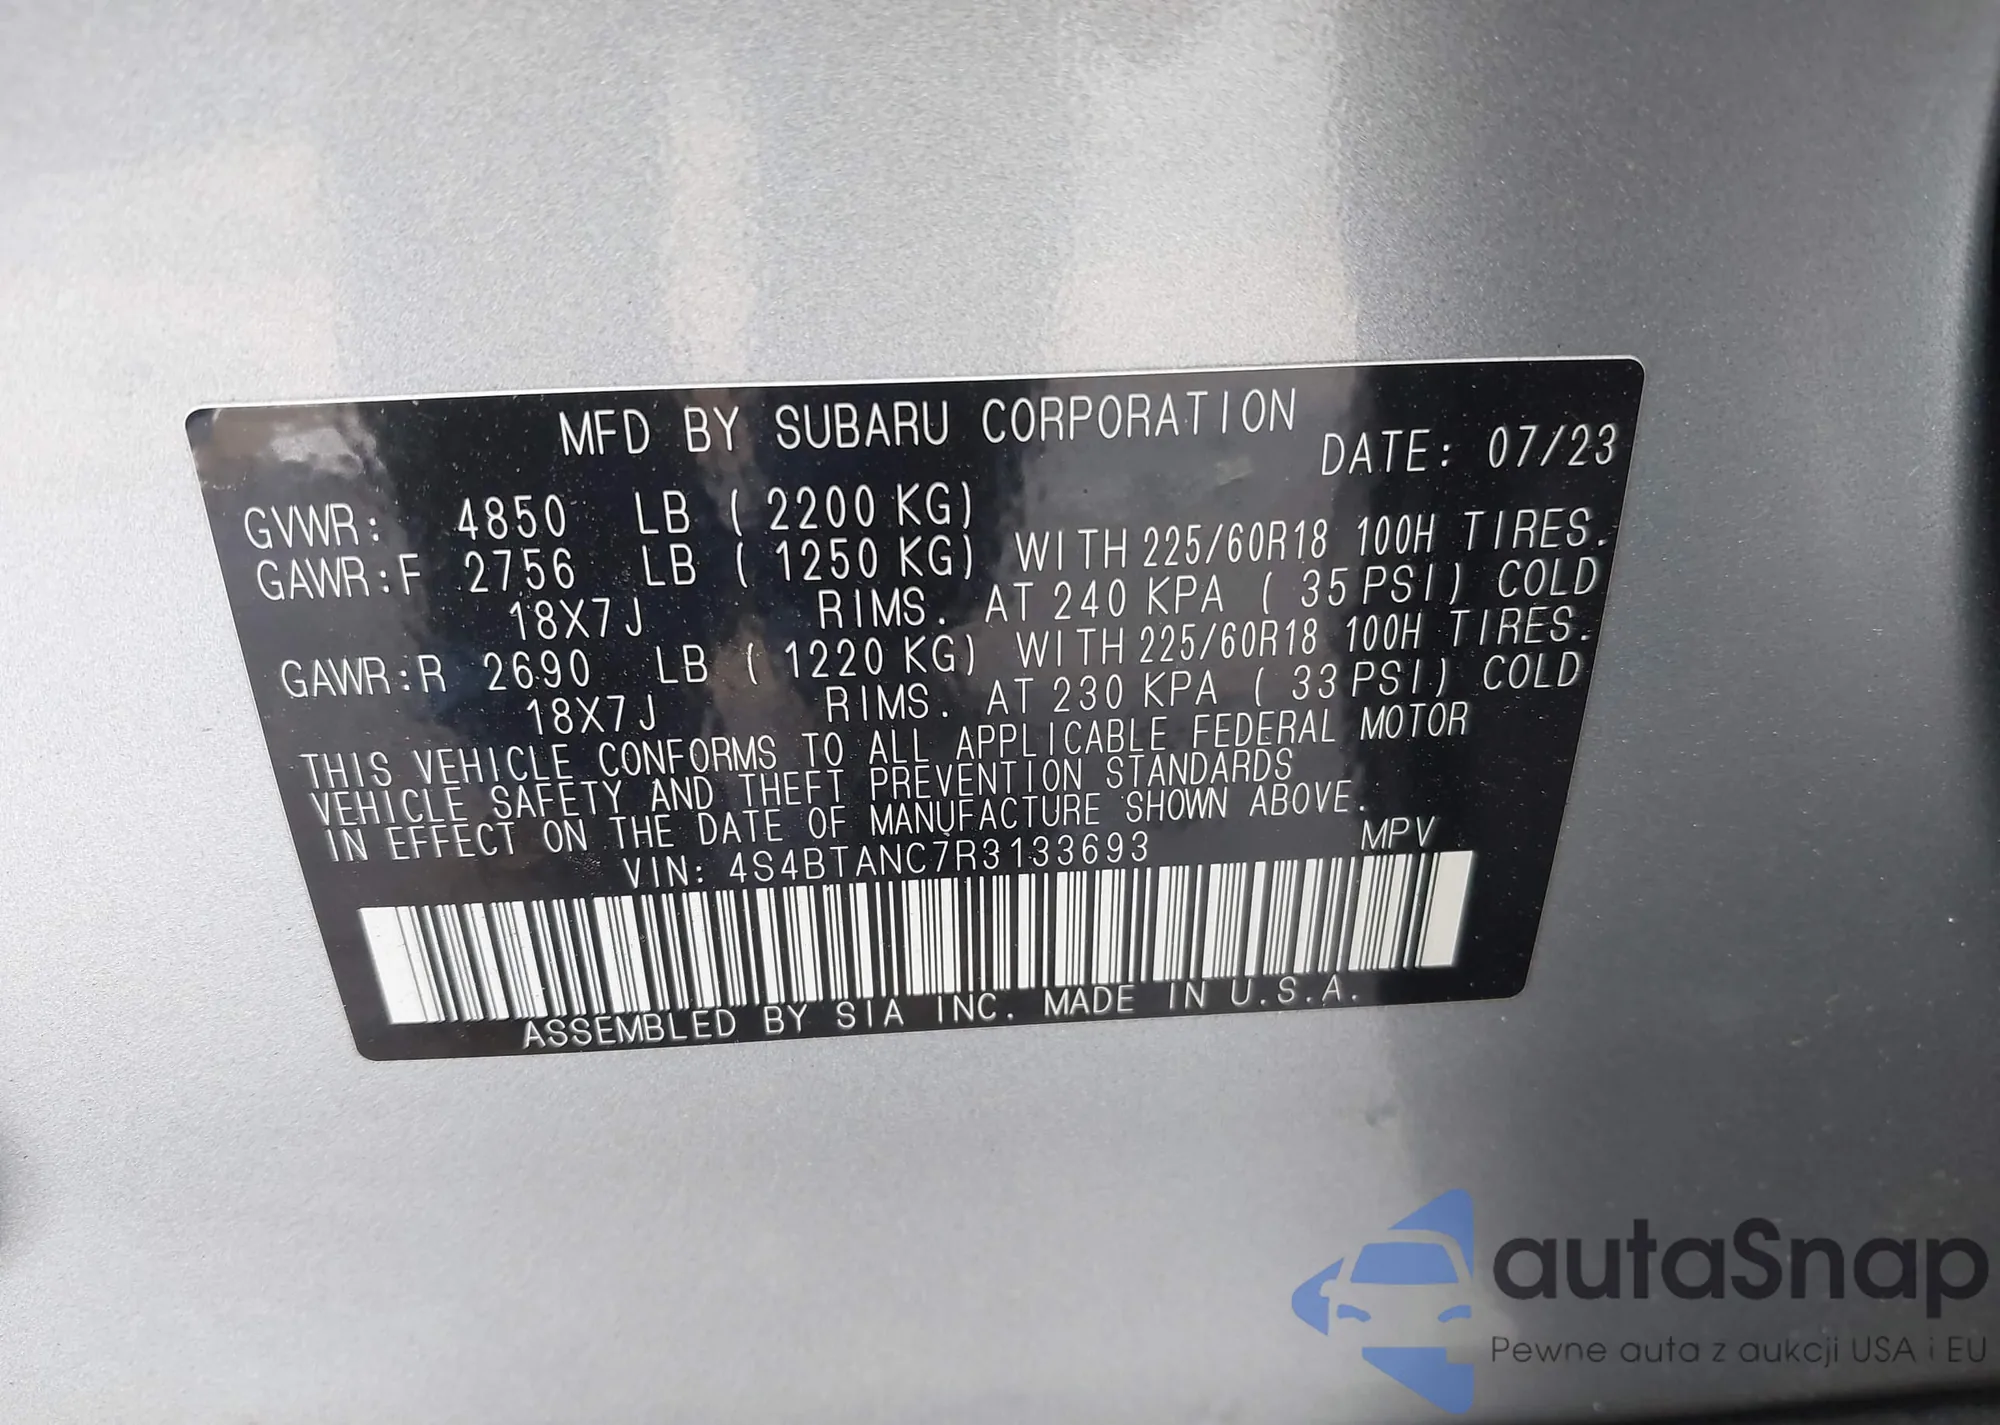 MFD BY SUBARU CORPORATION
DATE: 07/23
GVWR: 4850 LB ( 2200 KG)
GAWR:F 2756 LB ( 1250 KG) WITH 225/60R18 100H TIRES.
18X7J RIMS. AT 240 KPA ( 35 PSI) COLD
GAWR:R 2690 LB ( 1220 KG) WITH 225/60R18 100H TIRES.
18X7J RIMS. AT 230 KPA ( 33 PSI) COLD
THIS VEHICLE CONFORMS TO ALL APPLICABLE FEDERAL MOTOR
VEHICLE SAFETY AND THEFT PREVENTION STANDARDS
IN EFFECT ON THE DATE OF MANUFACTURE SHOWN ABOVE.
VIN: 4S4BTANC7R3133693 MPV
ASSEMBLED BY SIA INC. MADE IN U.S.A.
autaSnap
Pewne auta z aukcji USA i EU